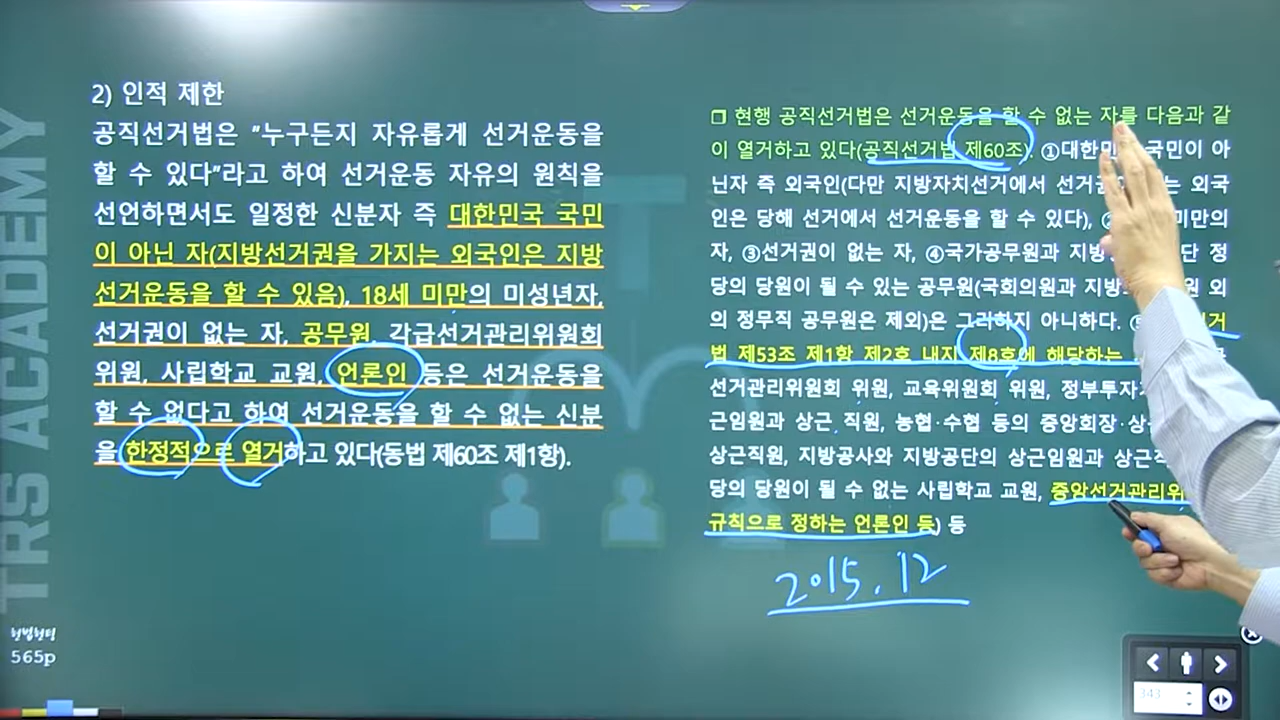 TRS ACADEMY
2) 인적 제한
공직선거법은 "누구든지 자유롭게 선거운동을
할 수 있다"라고 하여 선거운동 자유의 원칙을
선언하면서도 일정한 신분자 즉 대한민국 국민
이 아닌 자(지방선거권을 가지는 외국인은 지방
선거운동을 할 수 있음), 18세 미만의 미성년자,
선거권이 없는 자, 공무원, 각급선거관리위원회
위원, 사립학교 교원, 언론인 등은 선거운동을
할 수 없다고 하여 선거운동을 할 수 없는 신분
을 한정적으로 열거하고 있다(동법 제60조 제1항).
565p
❒ 현행 공직선거법은 선거운동을 할 수 없는 자를 다음과 같
이 열거하고 있다(공직선거법 제60조). ①대한민 국민이 아
닌자 즉 외국인(다만 지방자치선거에서 선거 는 외국
인은 당해 선거에서 선거운동을 할 수 있다), 미만의
자, ③선거권이 없는 자, ④국가공무원과 지방 단 정
당의 당원이 될 수 있는 공무원(국회의원과 지방 원 외
의 정무직 공무원은 제외)은 그러하지 아니하다. 거
법 제53조 제1항 제2호 내지 제8호에 해당하는
선거관리위원회 위원, 교육위원회 위원, 정부투자
근임원과 상근 직원, 농협·수협 등의 중앙회장·상
상근직원, 지방공사와 지방공단의 상근임원과 상근
당의 당원이 될 수 없는 사립학교 교원, 중앙선거관리위
규칙으로 정하는 언론인 등) 등
2015.12
343